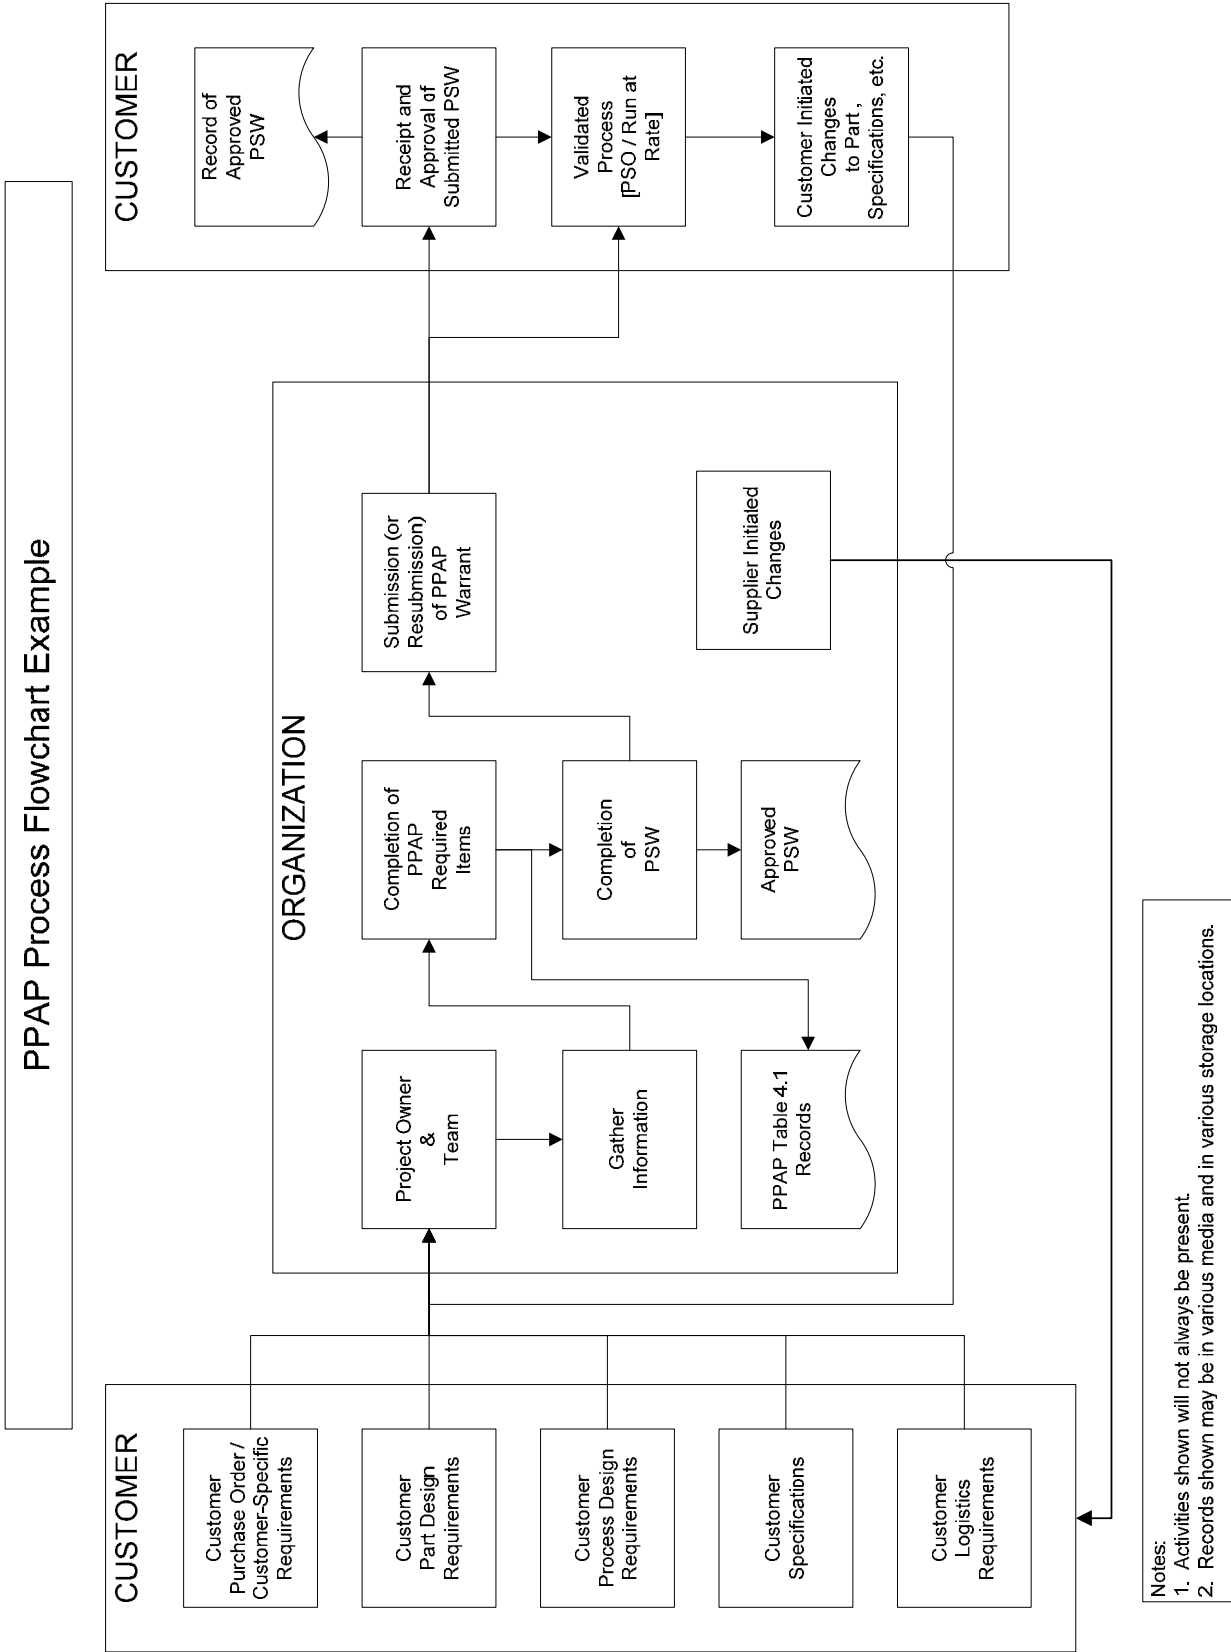 PPAP Process Flowchart Example
CUSTOMER
Customer
Purchase Order /
Customer-Specific
Requirements
Customer
Part Design
Requirements
Customer
Process Design
Requirements
Customer
Specifications
Customer
Logistics
Requirements
ORGANIZATION
Project Owner
&
Team
Gather
Information
PPAP Table 4.1
Records
Completion of
PPAP
Required
Items
Completion
of
PSW
Approved
PSW
Submission (or
Resubmission)
of PPAP
Warrant
Supplier Initialed
Changes
CUSTOMER
Record of
Approved
PSW
Receipt and
Approval of
Submitted PSW
Validated
Process
[PSO / Run at
Rate]
Customer Initiated
Changes
to Part ,
Specifications, etc.
Notes:
1. Activities shown will not always be present.
2. Records shown may be in various media and in various storage locations.